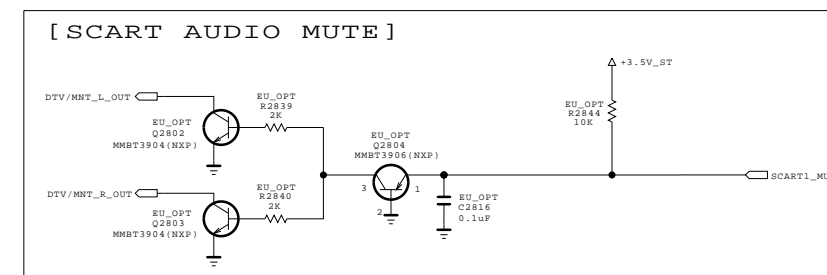 [SCART AUDIO MUTE]
+3.5V_ST
DTV/MNT_L_OUT
EU_OPT
Q2802
MMBT3904(NXP)
EU_OPT
R2839
2K
EU_OPT
R2844
10K
EU_OPT
Q2804
MMBT3906(NXP)
3
1
2
SCART1_MU
DTV/MNT_R_OUT
EU_OPT
Q2803
MMBT3904(NXP)
EU_OPT
R2840
2K
EU_OPT
C2816
0.1uF